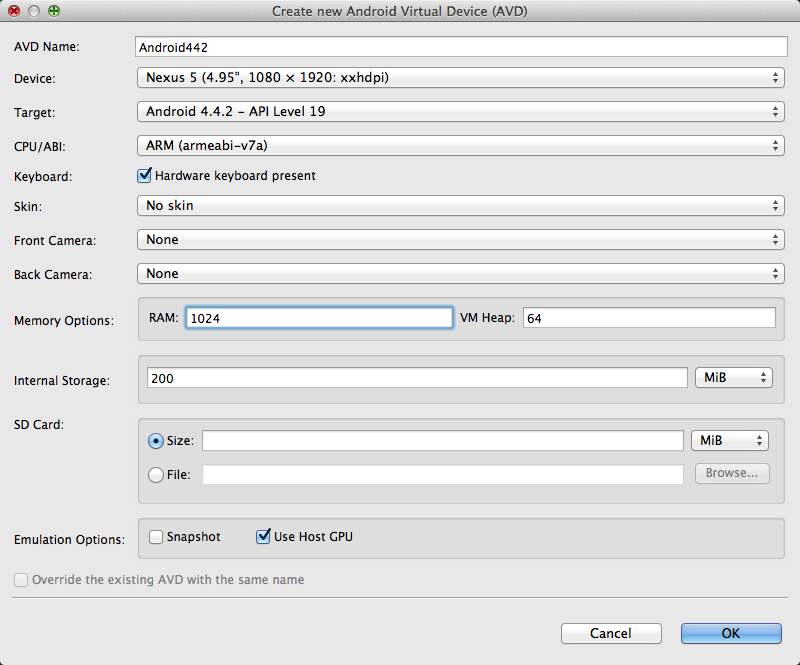 Create new Android Virtual Device (AVD)
AVD Name: Android442
Device: Nexus 5 (4.95", 1080 × 1920: xxhdpi)
Target: Android 4.4.2 – API Level 19
CPU/ABI: ARM (armeabi-v7a)
Keyboard: Hardware keyboard present
Skin: No skin
Front Camera: None
Back Camera: None
Memory Options: RAM: 1024 VM Heap: 64
Internal Storage: 200 MiB
SD Card:
Size: MiB
File: Browse...
Emulation Options: Snapshot Use Host GPU
Override the existing AVD with the same name
Cancel OK